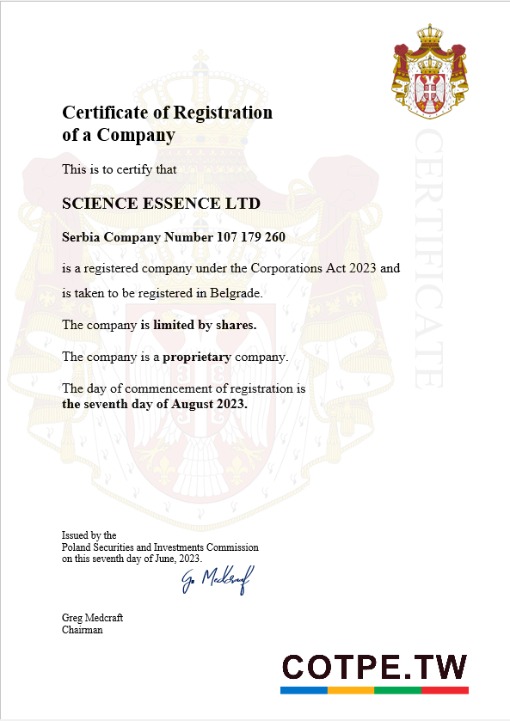 Certificate of Registration
of a Company
This is to certify that
SCIENCE ESSENCE LTD
Serbia Company Number 107 179 260
is a registered company under the Corporations Act 2023 and
is taken to be registered in Belgrade.
The company is limited by shares.
The company is a proprietary company.
The day of commencement of registration is
the seventh day of August 2023.
CERTIFICATE
Issued by the
Poland Securities and Investments Commission
on this seventh day of June, 2023.
Greg Medcraft
Chairman
COTPE.TW